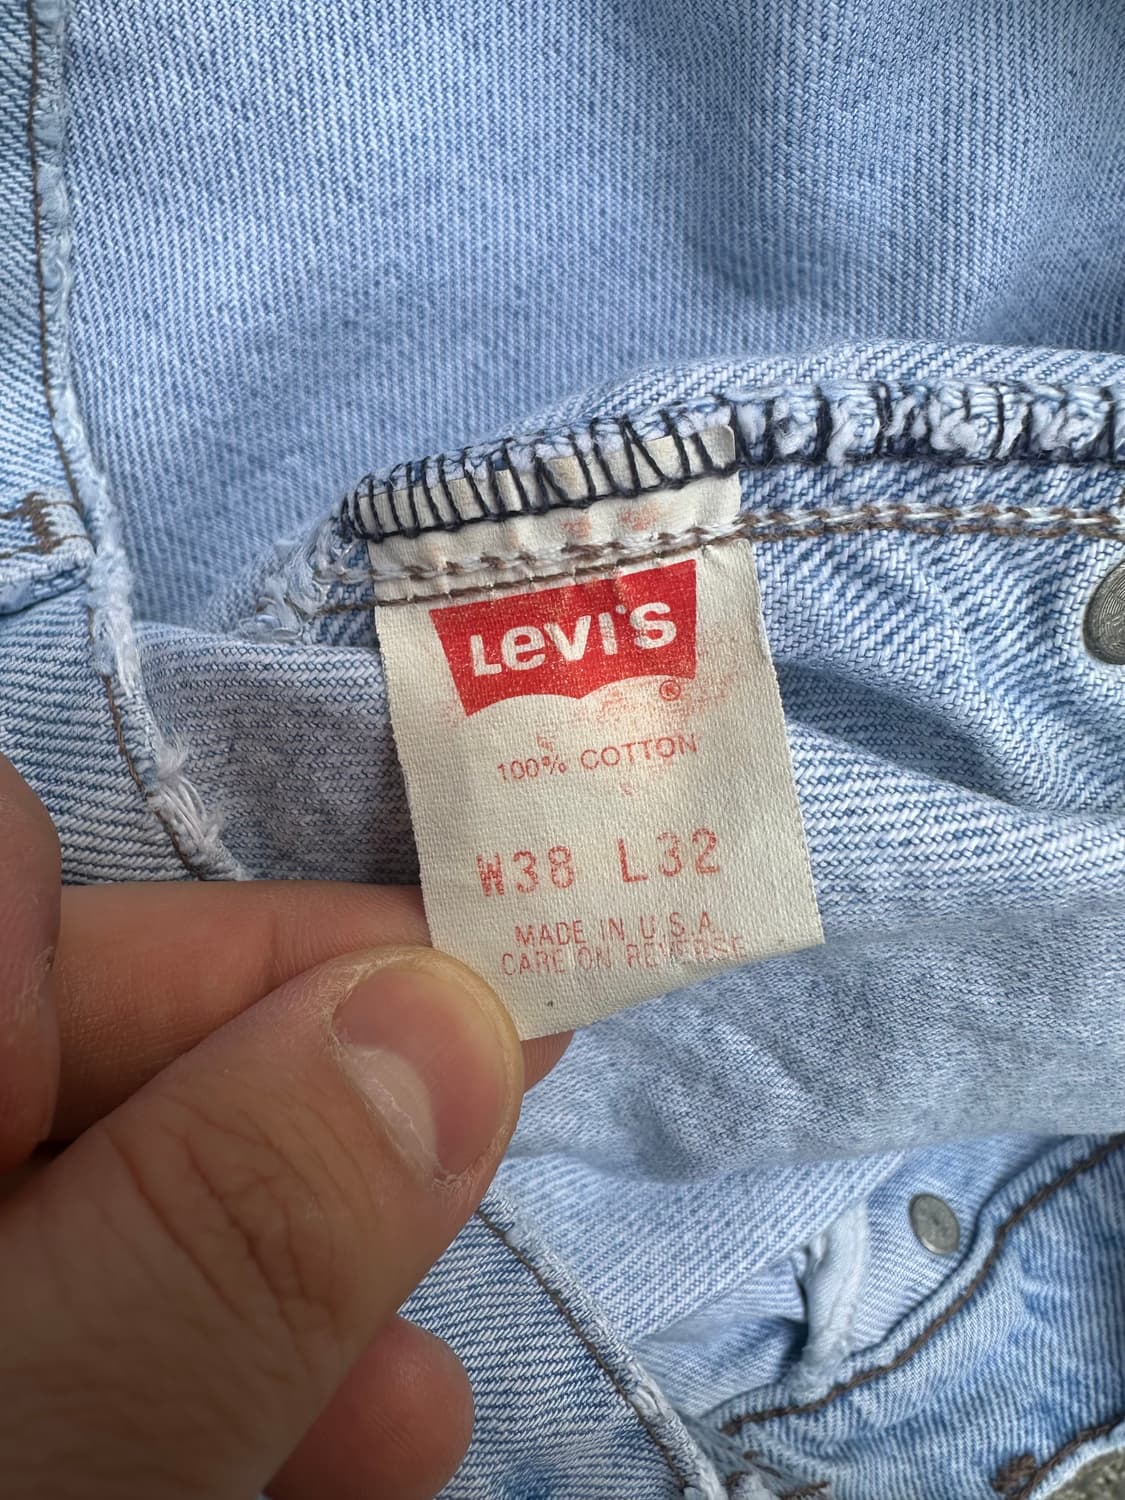 Levi's
®
100% COTTON
W38 L32
MADE IN U.S.A.
CARE ON REVERSE